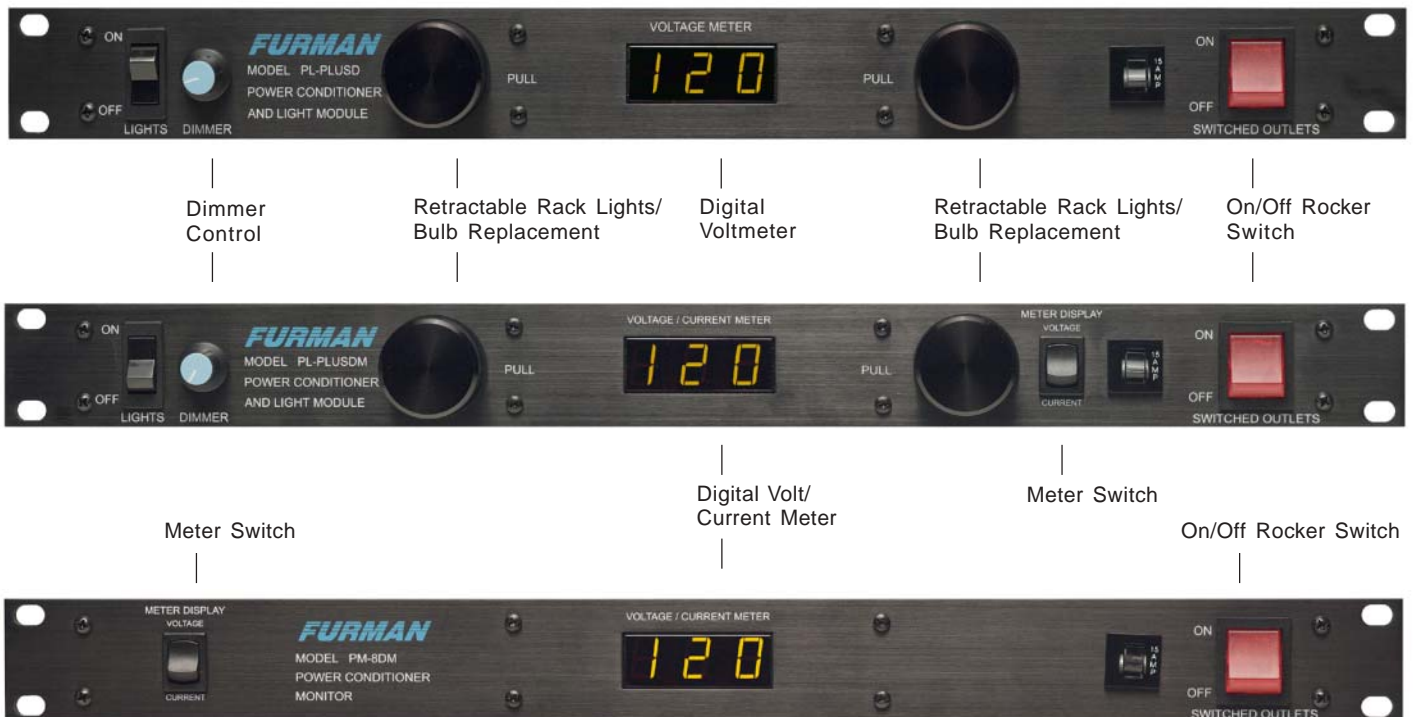 ON
OFF
LIGHTS DIMMER
FURMAN
MODEL PL-PLUSD
POWER CONDITIONER
AND LIGHT MODULE
PULL
VOLTAGE METER
120
PULL
15 AMP
ON
OFF
SWITCHED OUTLETS
Dimmer
Control
Retractable Rack Lights/
Bulb Replacement
Digital
Voltmeter
Retractable Rack Lights/
Bulb Replacement
On/Off Rocker
Switch
ON
OFF
LIGHTS DIMMER
FURMAN
MODEL PL-PLUSDM
POWER CONDITIONER
AND LIGHT MODULE
PULL
VOLTAGE / CURRENT METER
120
PULL
METER DISPLAY
VOLTAGE
CURRENT
15 AMP
ON
OFF
SWITCHED OUTLETS
Digital Volt/
Current Meter
Meter Switch
Meter Switch
On/Off Rocker Switch
METER DISPLAY
VOLTAGE
CURRENT
FURMAN
MODEL PM-8DM
POWER CONDITIONER
MONITOR
VOLTAGE / CURRENT METER
120
15 AMP
ON
OFF
SWITCHED OUTLETS